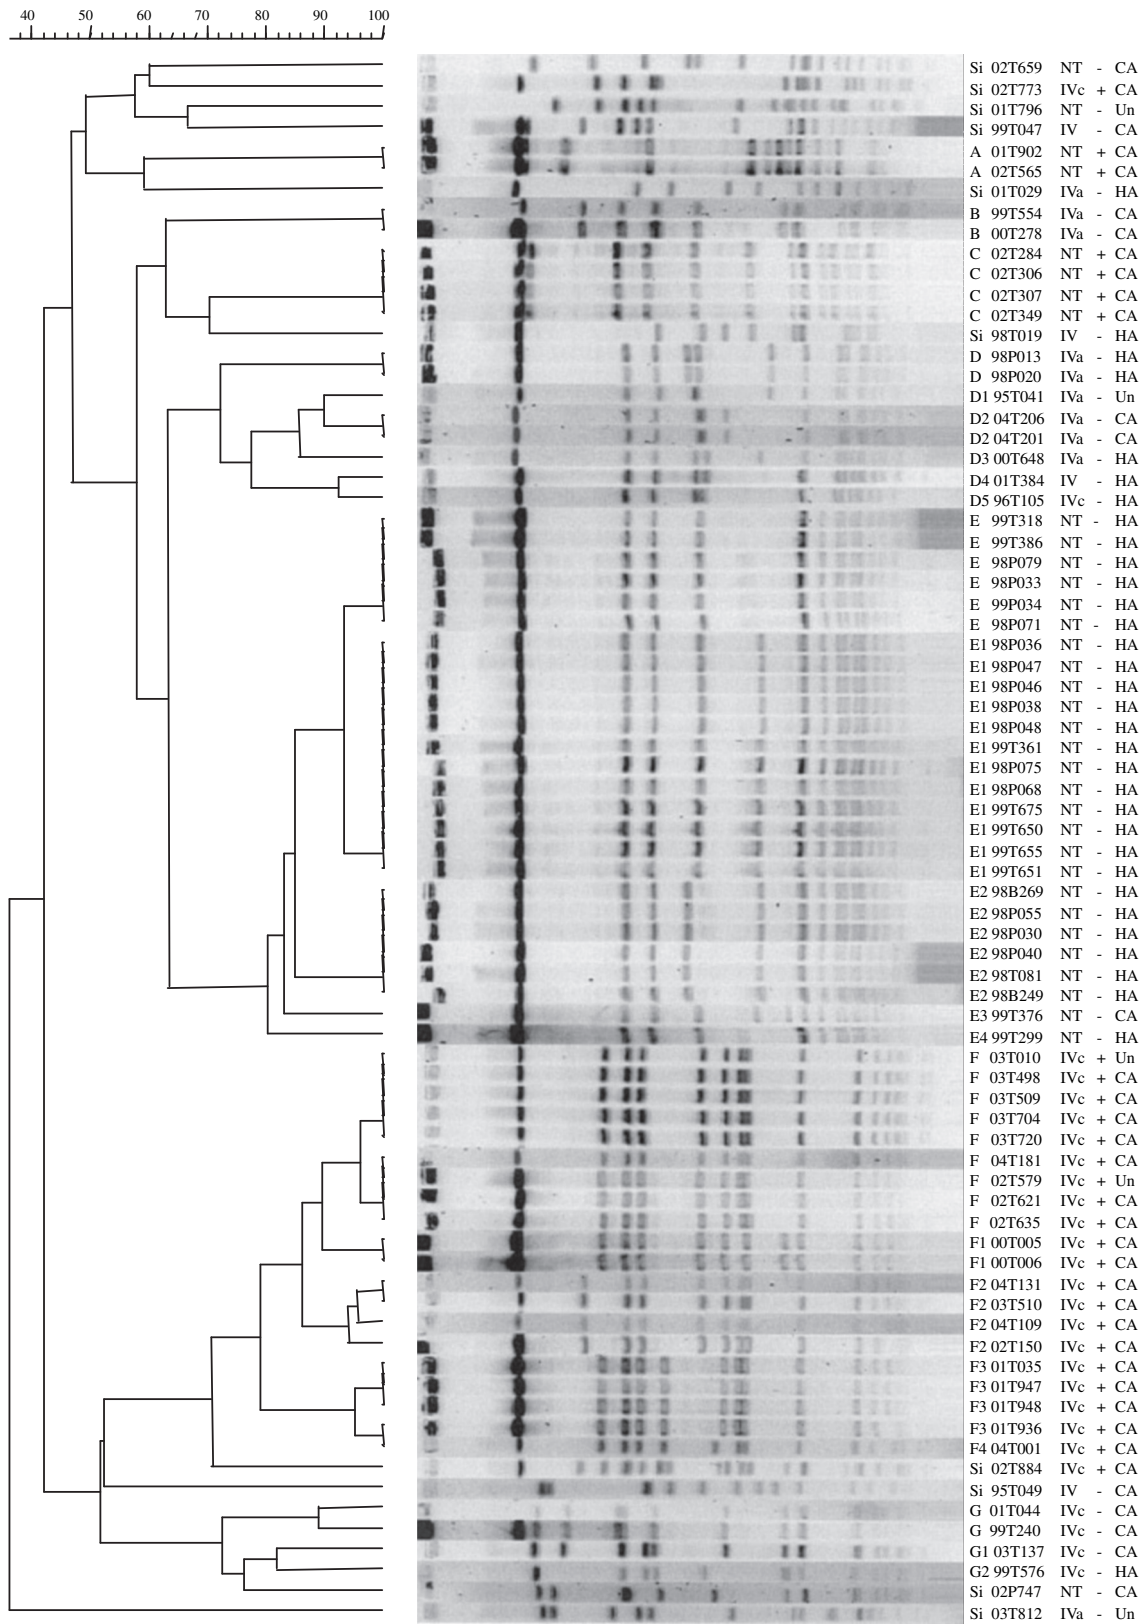 40 50 60 70 80 90 100
Si 02T659 NT - CA
Si 02T773 IVc + CA
Si 01T796 NT - Un
Si 99T047 IV - CA
A 01T902 NT + CA
A 02T565 NT + CA
Si 01T029 IVa - HA
B 99T554 IVa - CA
B 00T278 IVa - CA
C 02T284 NT + CA
C 02T306 NT + CA
C 02T307 NT + CA
C 02T349 NT + CA
Si 98T019 IV - HA
D 98P013 IVa - HA
D 98P020 IVa - HA
D1 95T041 IVa - Un
D2 04T206 IVa - CA
D2 04T201 IVa - CA
D3 00T648 IVa - HA
D4 01T384 IV - HA
D5 96T105 IVc - HA
E 99T318 NT - HA
E 99T386 NT - HA
E 98P079 NT - HA
E 98P033 NT - HA
E 99P034 NT - HA
E 98P071 NT - HA
E1 98P036 NT - HA
E1 98P047 NT - HA
E1 98P046 NT - HA
E1 98P038 NT - HA
E1 98P048 NT - HA
E1 99T361 NT - HA
E1 98P075 NT - HA
E1 98P068 NT - HA
E1 99T675 NT - HA
E1 99T650 NT - HA
E1 99T655 NT - HA
E1 99T651 NT - HA
E2 98B269 NT - HA
E2 98P055 NT - HA
E2 98P030 NT - HA
E2 98P040 NT - HA
E2 98T081 NT - HA
E2 98B249 NT - HA
E3 99T376 NT - CA
E4 99T299 NT - HA
F 03T010 IVc + Un
F 03T498 IVc + CA
F 03T509 IVc + CA
F 03T704 IVc + CA
F 03T720 IVc + CA
F 04T181 IVc + CA
F 02T579 IVc + Un
F 02T621 IVc + CA
F 02T635 IVc + CA
F1 00T005 IVc + CA
F1 00T006 IVc + CA
F2 04T131 IVc + CA
F2 03T510 IVc + CA
F2 04T109 IVc + CA
F2 02T150 IVc + CA
F3 01T035 IVc + CA
F3 01T947 IVc + CA
F3 01T948 IVc + CA
F3 01T936 IVc + CA
F4 04T001 IVc + CA
Si 02T884 IVc + CA
Si 95T049 IV - CA
G 01T044 IVc - CA
G 99T240 IVc - CA
G1 03T137 IVc - CA
G2 99T576 IVc - HA
Si 02P747 NT - CA
Si 03T812 IVa - Un